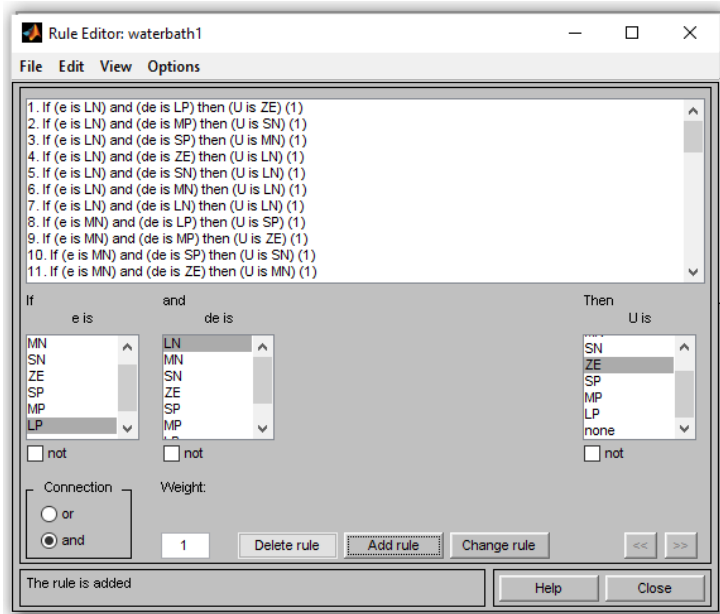 Rule Editor: waterbath1
File Edit View Options
1. If (e is LN) and (de is LP) then (U is ZE) (1)
2. If (e is LN) and (de is MP) then (U is SN) (1)
3. If (e is LN) and (de is SP) then (U is MN) (1)
4. If (e is LN) and (de is ZE) then (U is LN) (1)
5. If (e is LN) and (de is SN) then (U is LN) (1)
6. If (e is LN) and (de is MN) then (U is LN) (1)
7. If (e is LN) and (de is LN) then (U is LN) (1)
8. If (e is MN) and (de is LP) then (U is SP) (1)
9. If (e is MN) and (de is MP) then (U is ZE) (1)
10. If (e is MN) and (de is SP) then (U is SN) (1)
11. If (e is MN) and (de is ZE) then (U is MN) (1)
If and Then
e is de is U is
MN
SN
ZE
SP
MP
LP
LN
MN
SN
ZE
SP
MP
SN
ZE
SP
MP
LP
none
not not not
Connection Weight:
or
and 1 Delete rule Add rule Change rule << >>
The rule is added Help Close